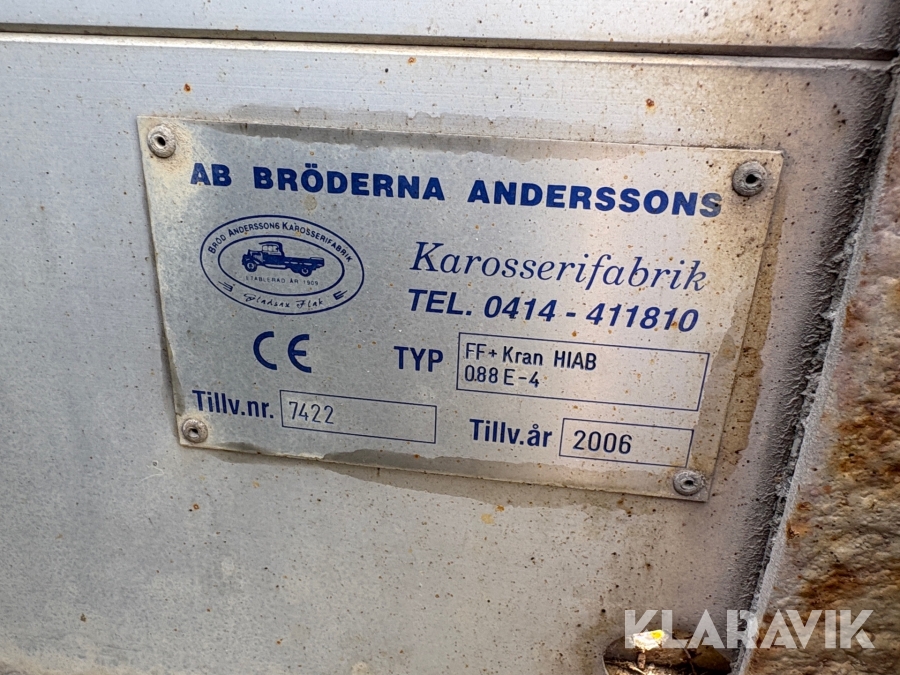 AB BRÖDERNA ANDERSSONS
BRÖD ANDERSSONS KAROSSERIFABRIK
ETABLERAD ÅR 1909
Flak
Karosserifabrik
TEL. 0414 - 411810
CE
TYP FF + Kran HIAB
088 E-4
Tillv.nr. 7422
Tillv.år 2006
KLARAVIK